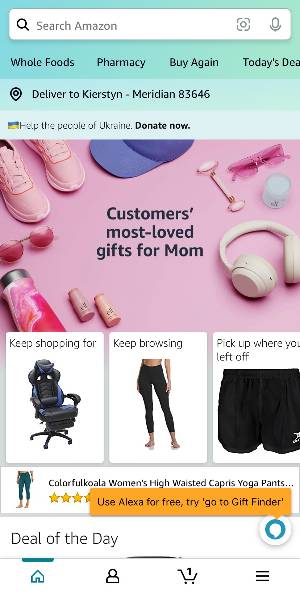 Search Amazon
Whole Foods Pharmacy Buy Again Today's Dea
Deliver to Kierstyn - Meridian 83646
Help the people of Ukraine. Donate now.
Customers'
most-loved
gifts for Mom
Keep shopping for
Keep browsing
Pick up where you
left off
Colorfulkoala Women's High Waisted Capris Yoga Pants...
Use Alexa for free, try 'go to Gift Finder'
Deal of the Day
1